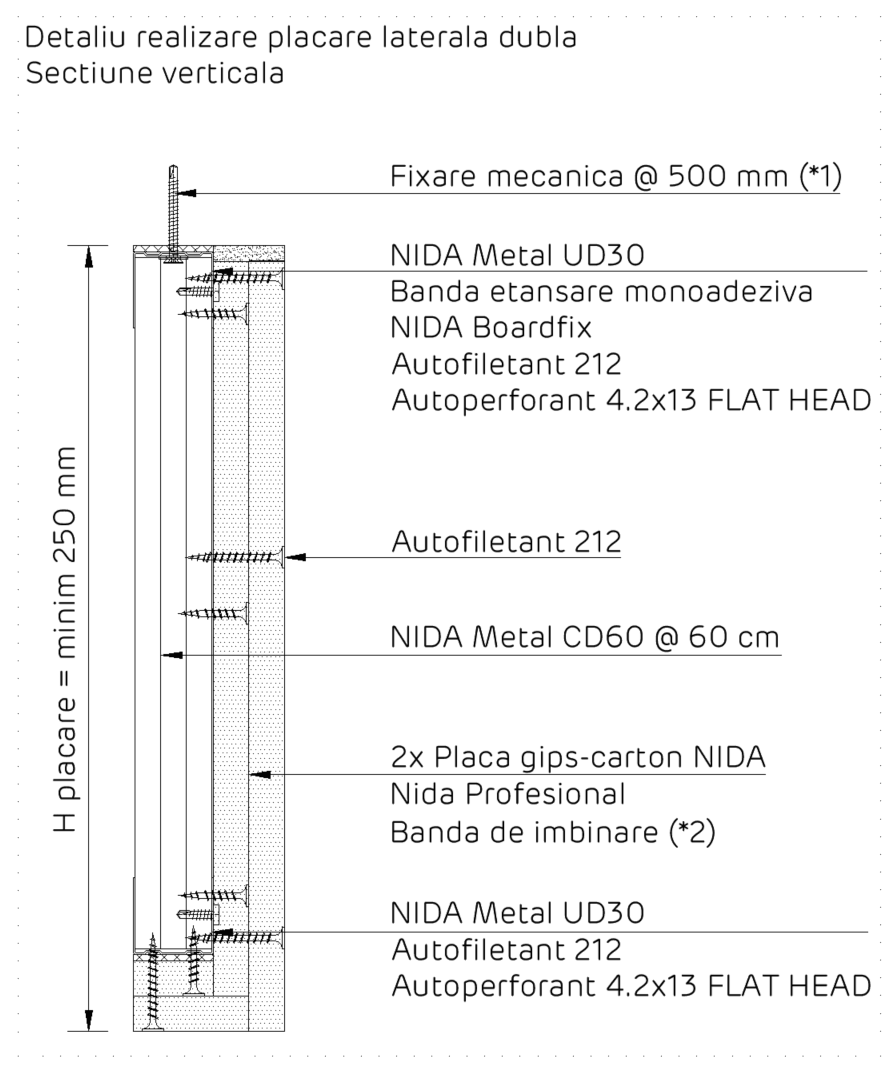 Detaliu realizare placare laterala dubla
Sectiune verticala
Fixare mecanica @ 500 mm (*1)
NIDA Metal UD30
Banda etansare monoadeziva
NIDA Boardfix
Autofiletant 212
Autoperforant 4.2x13 FLAT HEAD
H placare = minim 250 mm
Autofiletant 212
NIDA Metal CD60 @ 60 cm
2x Placa gips-carton NIDA
Nida Profesional
Banda de imbinare (*2)
NIDA Metal UD30
Autofiletant 212
Autoperforant 4.2x13 FLAT HEAD